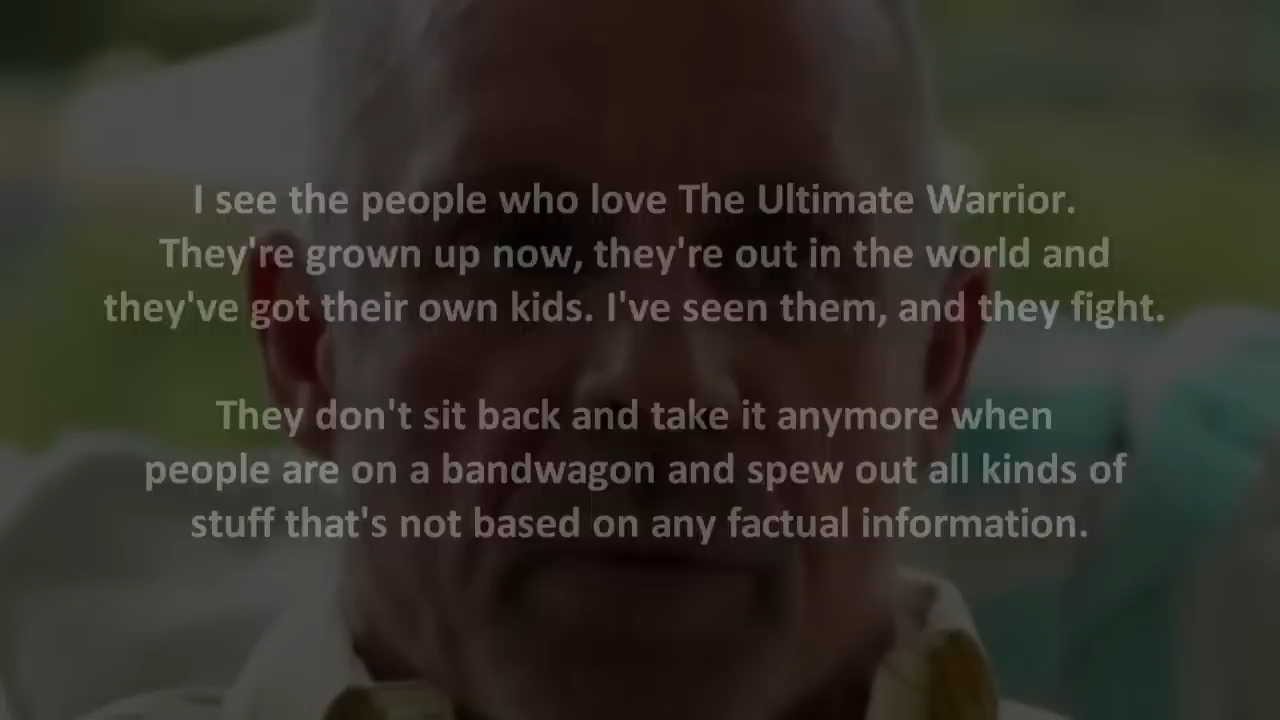 I see the people who love The Ultimate Warrior.
They're grown up now, they're out in the world and
they've got their own kids. I've seen them, and they fight.
They don't sit back and take it anymore when
people are on a bandwagon and spew out all kinds of
stuff that's not based on any factual information.